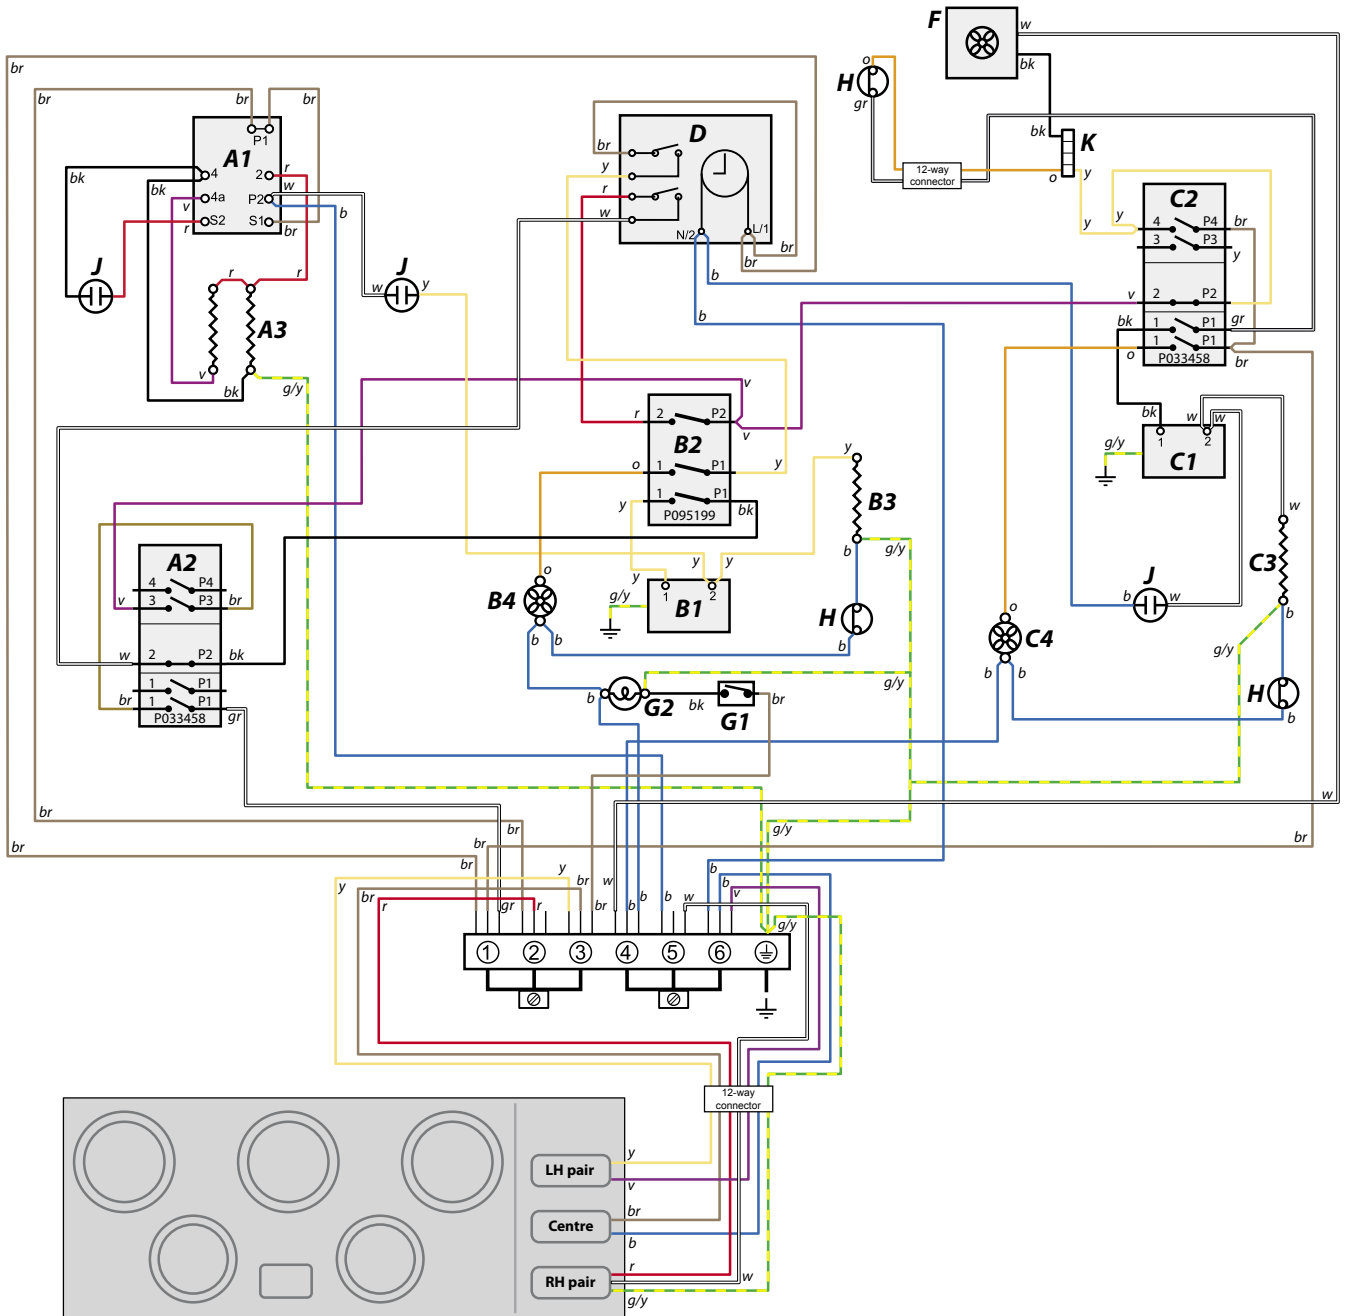 F
w
bk
br
H
o
gr
br
br
br
P1
A1
bk
4
2
r
w
bk
4a
P2
v
b
S2
S1
r
br
D
br
y
r
w
N/2
L/1
br
br
b
b
bk
K
o
y
12-way
connector
C2
y
y
4
P4
br
3
P3
y
v
2
P2
bk
1
P1
gr
o
1
P1
br
P033458
J
r
r
w
J
y
A3
v
bk
g/y
v
r
2
P2
v
B2
o
1
P1
y
y
1
P1
bk
P095199
y
B3
b
g/y
bk
w
w
1
2
g/y
C1
w
C3
b
A2
4
P4
v
3
P3
br
w
2
P2
bk
1
P1
br
1
P1
gr
P033458
o
B4
b
b
y
y
y
1
2
g/y
B1
H
b
J
b
w
o
C4
b
b
g/y
H
b
b
G2
bk
G1
br
g/y
br
br
br
br
g/y
w
br
br
y
y
br
br
r
gr
r
br
w
b
b
b
w
b
b
v
g/y
1
2
3
4
5
6
12-way
connector
LH pair
y
v
Centre
br
b
RH pair
r
w
g/y